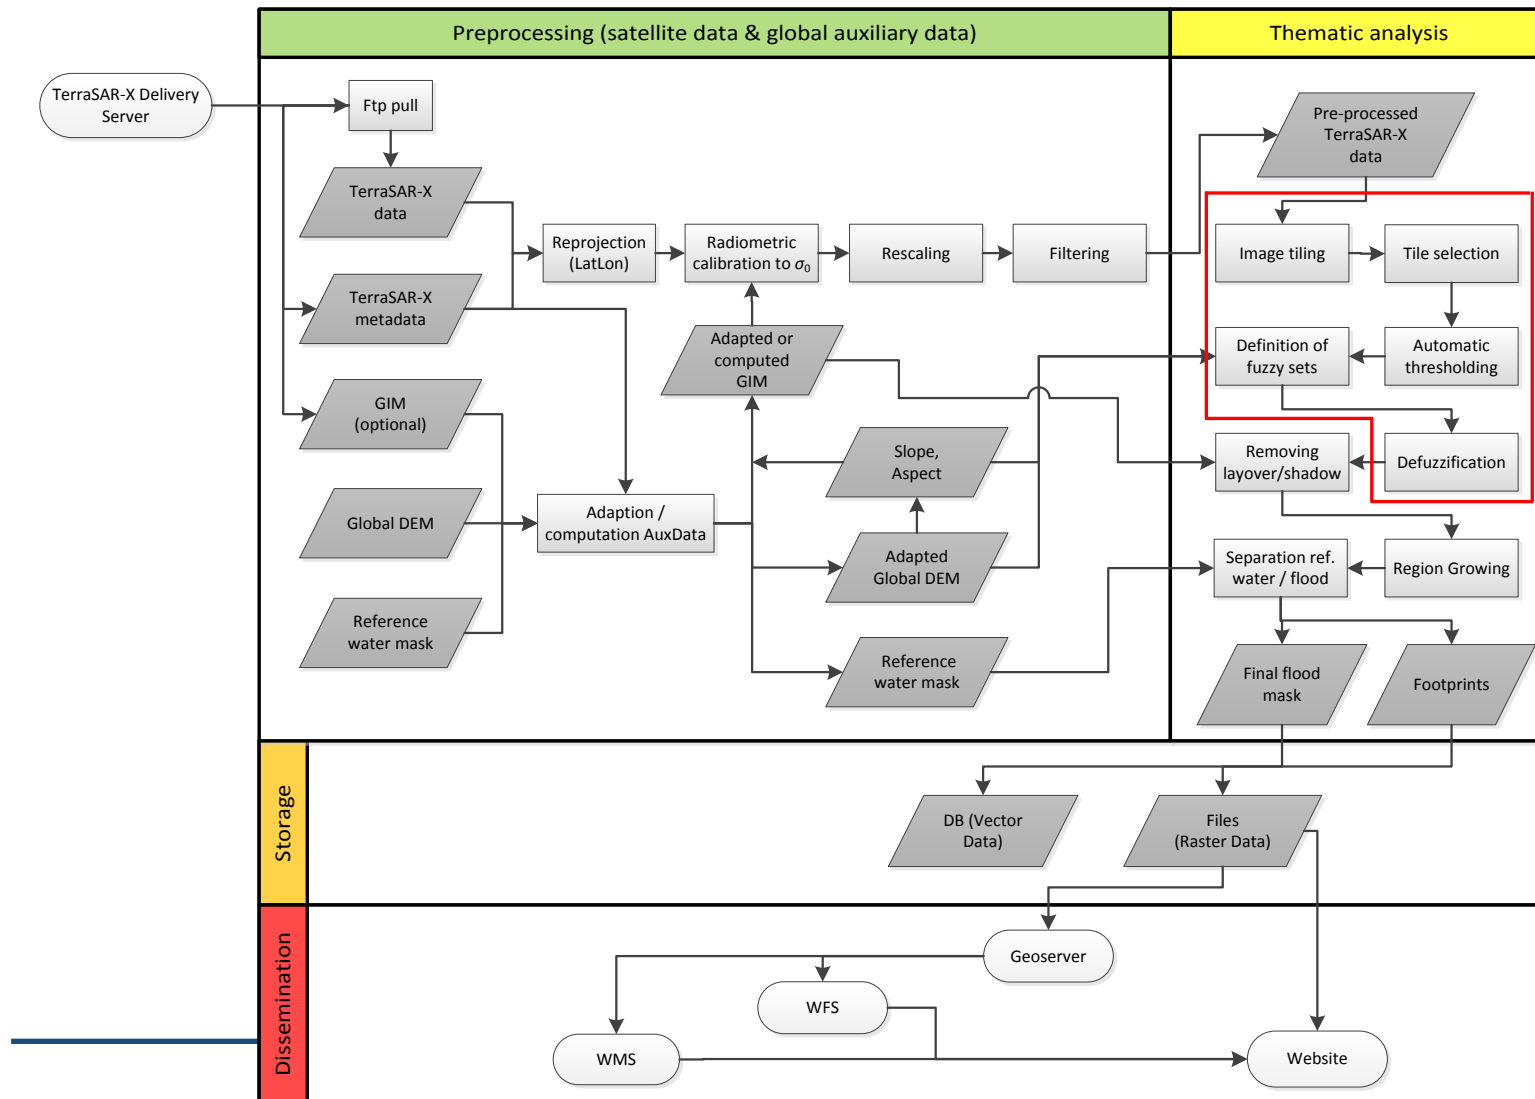 Preprocessing (satellite data & global auxiliary data)
Thematic analysis
TerraSAR-X Delivery
Server
Ftp pull
TerraSAR-X
data
TerraSAR-X
metadata
GIM
(optional)
Global DEM
Reference
water mask
Reprojection
(LatLon)
Radiometric
calibration to σ₀
Rescaling
Filtering
Adapted or
computed
GIM
Adaption /
computation AuxData
Slope,
Aspect
Adapted
Global DEM
Reference
water mask
Pre-processed
TerraSAR-X
data
Image tiling
Tile selection
Definition of
fuzzy sets
Automatic
thresholding
Removing
layover/shadow
Defuzzification
Separation ref.
water / flood
Region Growing
Final flood
mask
Footprints
Storage
DB (Vector
Data)
Files
(Raster Data)
Dissemination
Geoserver
WFS
WMS
Website